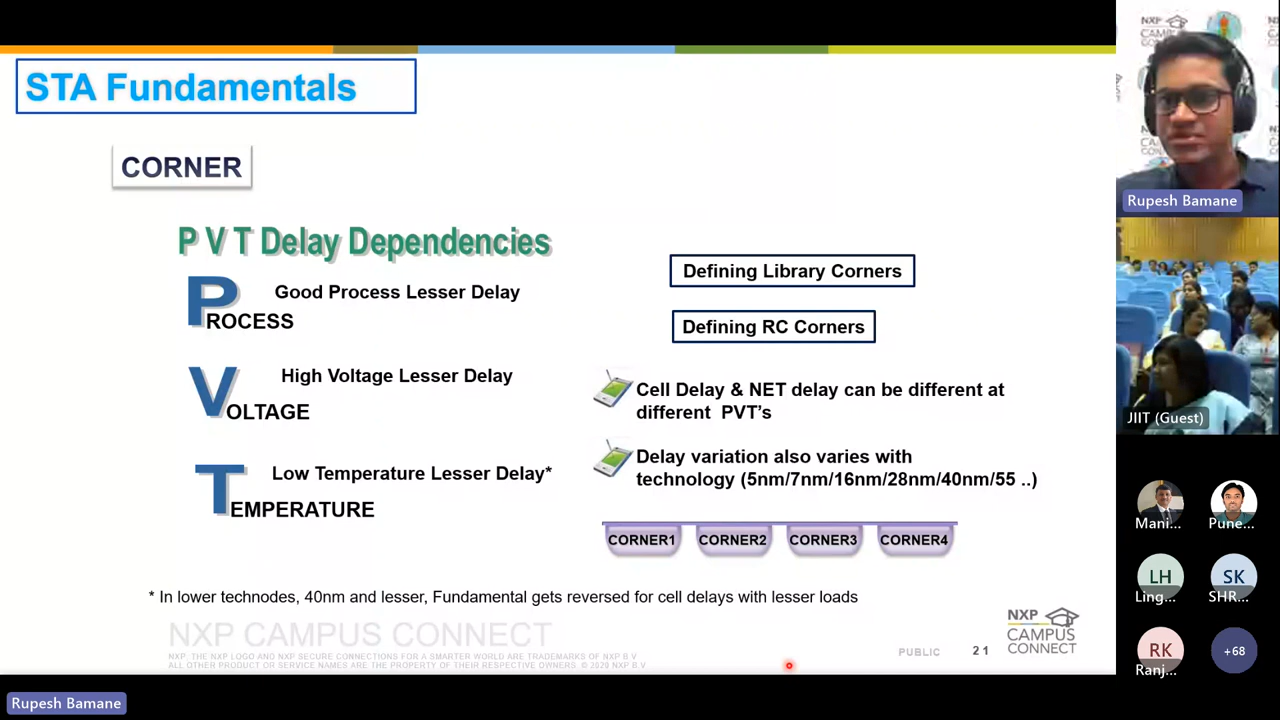 STA Fundamentals
CORNER
P V T Delay Dependencies
PROCESS
Good Process Lesser Delay
VOLTAGE
High Voltage Lesser Delay
TEMPERATURE
Low Temperature Lesser Delay*
Defining Library Corners
Defining RC Corners
Cell Delay & NET delay can be different at
different PVT's
Delay variation also varies with
technology (5nm/7nm/16nm/28nm/40nm/55 ..)
CORNER1 CORNER2 CORNER3 CORNER4
* In lower technodes, 40nm and lesser, Fundamental gets reversed for cell delays with lesser loads
NXP CAMPUS CONNECT
NXP, THE NXP LOGO AND NXP SECURE CONNECTIONS FOR A SMARTER WORLD ARE TRADEMARKS OF NXP B.V
ALL OTHER PRODUCT OR SERVICE NAMES ARE THE PROPERTY OF THEIR RESPECTIVE OWNERS. © 2020 NXP B.V
PUBLIC
21
NXP
CAMPUS
CONNECT
Rupesh Bamane
NXP
CAMPUS
Rupesh Bamane
JIIT (Guest)
Mani...
Pune...
LH
Ling...
SK
SHR...
RK
Ranj...
+68